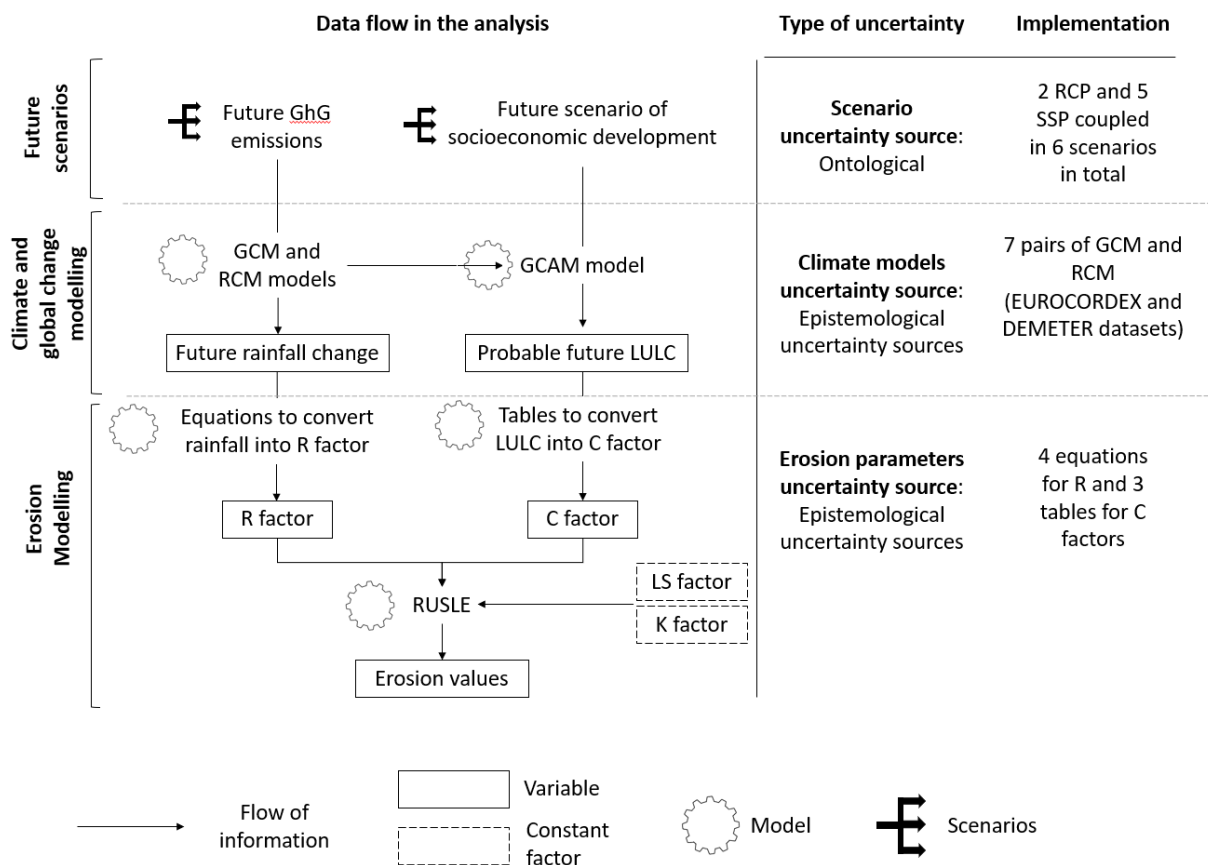 Data flow in the analysis
Type of uncertainty
Implementation
Future
scenarios
Future GhG
emissions
Future scenario of
socioeconomic development
Scenario
uncertainty source:
Ontological
2 RCP and 5
SSP coupled
in 6 scenarios
in total
Climate and
global change
modelling
GCM and
RCM models
GCAM model
Future rainfall change
Probable future LULC
Climate models
uncertainty source:
Epistemological
uncertainty sources
7 pairs of GCM and
RCM
(EUROCORDEX and
DEMETER datasets)
Erosion
Modelling
Equations to convert
rainfall into R factor
Tables to convert
LULC into C factor
R factor
C factor
LS factor
K factor
RUSLE
Erosion values
Erosion parameters
uncertainty source:
Epistemological
uncertainty sources
4 equations
for R and 3
tables for C
factors
Flow of
information
Variable
Constant
factor
Model
Scenarios